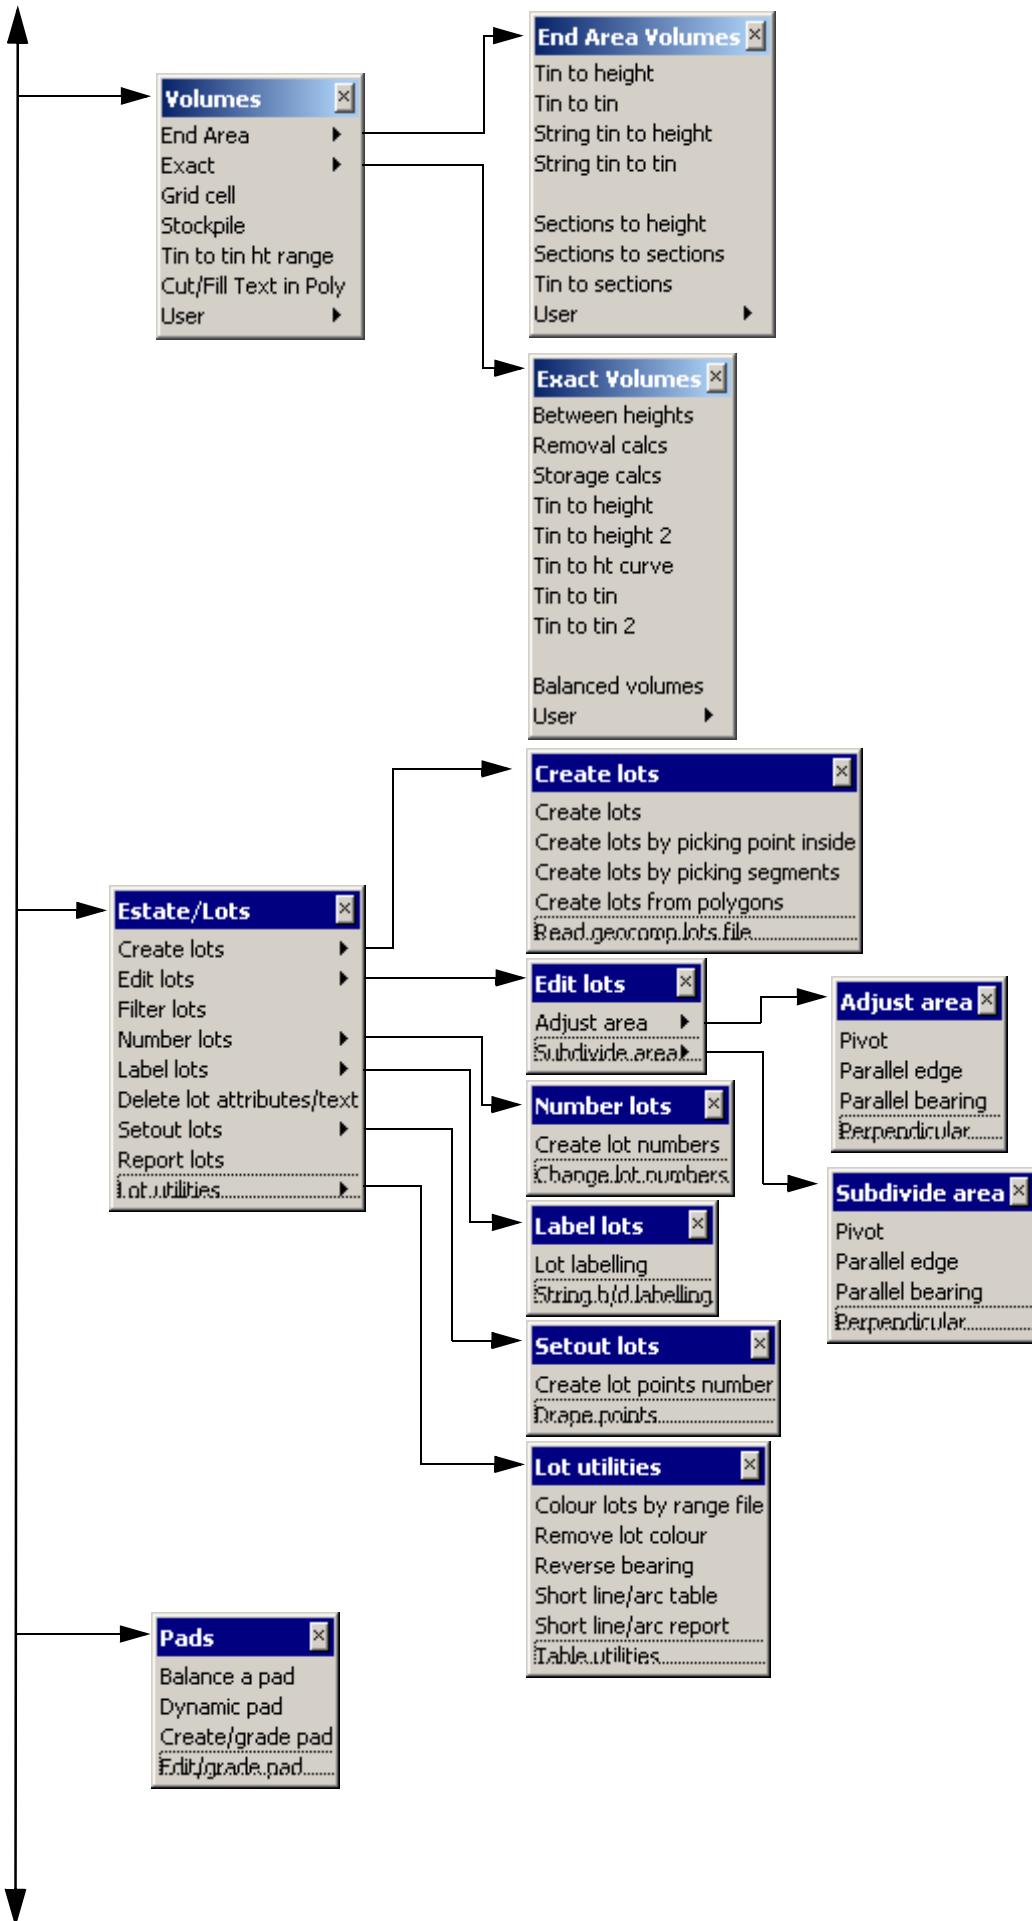 Volumes
End Area
Exact
Grid cell
Stockpile
Tin to tin ht range
Cut/Fill Text in Poly
User
End Area Volumes
Tin to height
Tin to tin
String tin to height
String tin to tin
Sections to height
Sections to sections
Tin to sections
User
Exact Volumes
Between heights
Removal calcs
Storage calcs
Tin to height
Tin to height 2
Tin to ht curve
Tin to tin
Tin to tin 2
Balanced volumes
User
Estate/Lots
Create lots
Edit lots
Filter lots
Number lots
Label lots
Delete lot attributes/text
Setout lots
Report lots
Lot utilities
Create lots
Create lots
Create lots by picking point inside
Create lots by picking segments
Create lots from polygons
Read geocomp lots file
Edit lots
Adjust area
Subdivide area
Adjust area
Pivot
Parallel edge
Parallel bearing
Perpendicular
Subdivide area
Pivot
Parallel edge
Parallel bearing
Perpendicular
Number lots
Create lot numbers
Change lot numbers
Label lots
Lot labelling
String b/d labelling
Setout lots
Create lot points number
Drape points
Lot utilities
Colour lots by range file
Remove lot colour
Reverse bearing
Short line/arc table
Short line/arc report
Table utilities
Pads
Balance a pad
Dynamic pad
Create/grade pad
Edit/grade pad